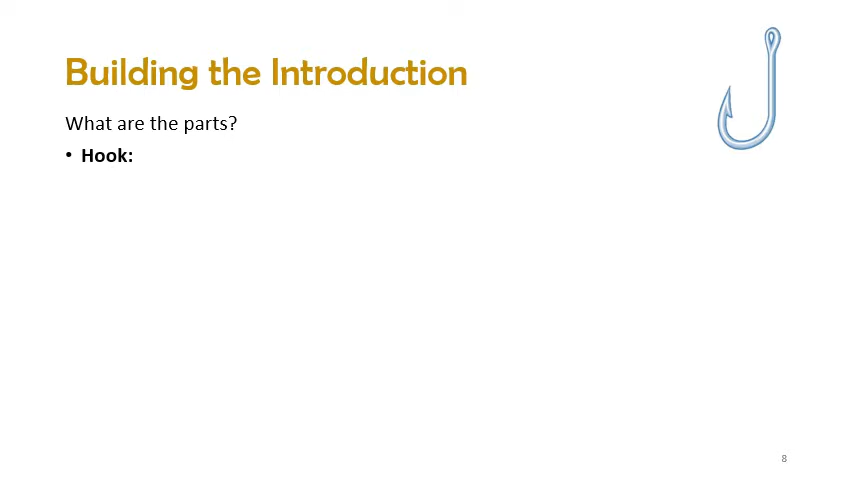 Building the Introduction
What are the parts?
• Hook:
8